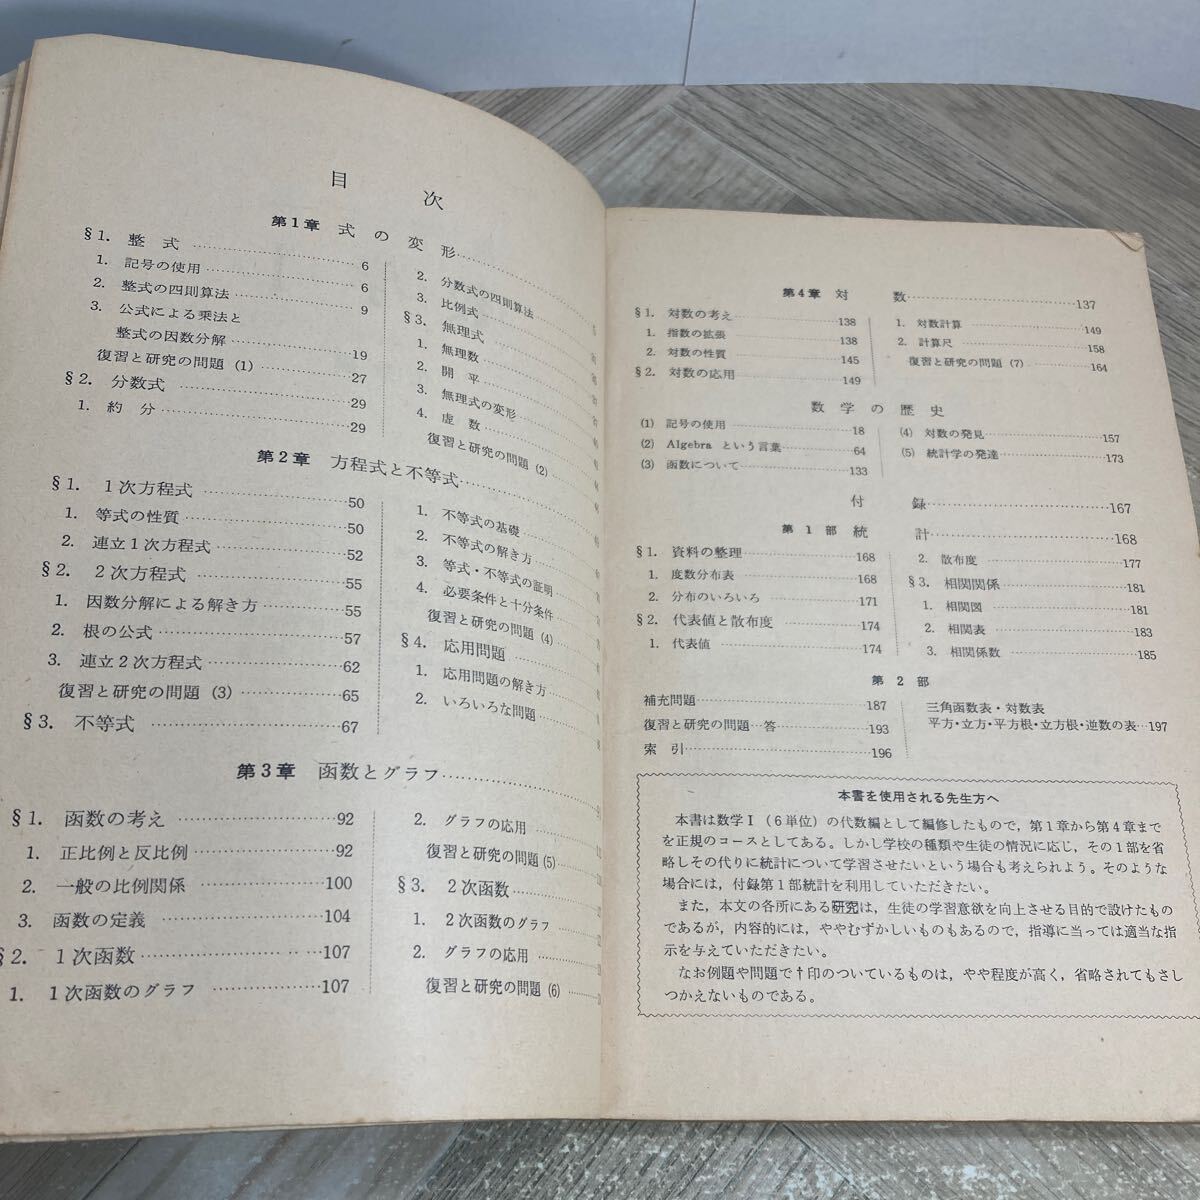 目　次
第1章 式の変形
§1. 整式 6
1. 記号の使用 6
2. 整式の四則算法 9
3. 公式による乗法と
整式の因数分解 19
復習と研究の問題 (1) 27
§2. 分数式 29
1. 約分 29
2. 分数式の四則算法
3. 比例式
§3. 無理式
1. 無理数
2. 開平
3. 無理式の変形
4. 虚数
復習と研究の問題 (2)
第2章 方程式と不等式
§1. 1次方程式 50
1. 等式の性質 50
2. 連立1次方程式 52
§2. 2次方程式 55
1. 因数分解による解き方 55
2. 根の公式 57
3. 連立2次方程式 62
復習と研究の問題 (3) 65
§3. 不等式 67
1. 不等式の基礎
2. 不等式の解き方
3. 等式・不等式の証明
4. 必要条件と十分条件
復習と研究の問題 (4)
§4. 応用問題
1. 応用問題の解き方
2. いろいろな問題
第3章 函数とグラフ
§1. 函数の考え 92
1. 正比例と反比例 92
2. 一般の比例関係 100
3. 函数の定義 104
§2. 1次函数 107
1. 1次函数のグラフ 107
2. グラフの応用
復習と研究の問題 (5)
§3. 2次函数
1. 2次函数のグラフ
2. グラフの応用
復習と研究の問題 (6)
第4章 対数 137
§1. 対数の考え 138
1. 指数の拡張 138
2. 対数の性質 145
§2. 対数の応用 149
1. 対数計算 149
2. 計算尺 158
復習と研究の問題 (7) 164
数学の歴史
(1) 記号の使用 18
(2) Algebra という言葉 64
(3) 函数について 133
(4) 対数の発見 157
(5) 統計学の発達 173
付録 167
第1部 統計 168
§1. 資料の整理 168
1. 度数分布表 168
2. 分布のいろいろ 171
§2. 代表値と散布度 174
1. 代表値 174
2. 散布度 177
§3. 相関関係 181
1. 相関図 181
2. 相関表 183
3. 相関係数 185
第2部
補充問題 187
復習と研究の問題…答 193
索引 196
三角函数表・対数表
平方・立方・平方根・立方根・逆数の表 197
本書を使用される先生方へ
本書は数学Ⅰ（6単位）の代数編として編修したもので，第1章から第4章まで
を正規のコースとしてある。しかし学校の種類や生徒の情況に応じ，その1部を省
略しその代りに統計について学習させたいという場合も考えられよう。そのような
場合には，付録第1部統計を利用していただきたい。
また，本文の各所にある研究は，生徒の学習意欲を向上させる目的で設けたもの
であるが，内容的には，ややむずかしいものもあるので，指導に当っては適当な指
示を与えていただきたい。
なお例題や問題で†印のついているものは，やや程度が高く，省略されてもさし
つかえないものである。